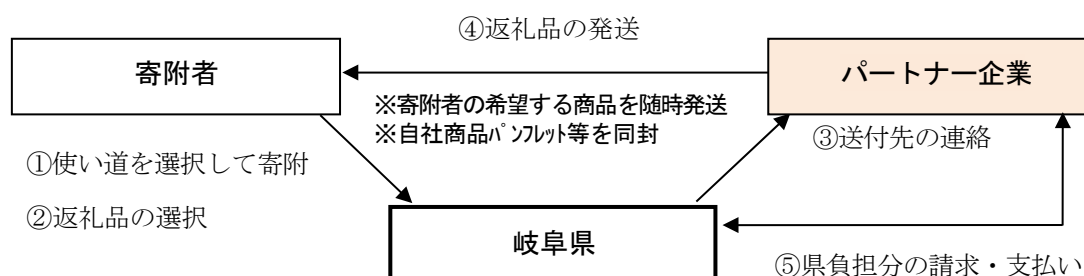 ④返礼品の発送
寄附者
パートナー企業
※寄附者の希望する商品を随時発送
※自社商品ﾊﾟﾝﾌﾚｯﾄ等を同封
③送付先の連絡
①使い道を選択して寄附
②返礼品の選択
岐阜県
⑤県負担分の請求・支払い